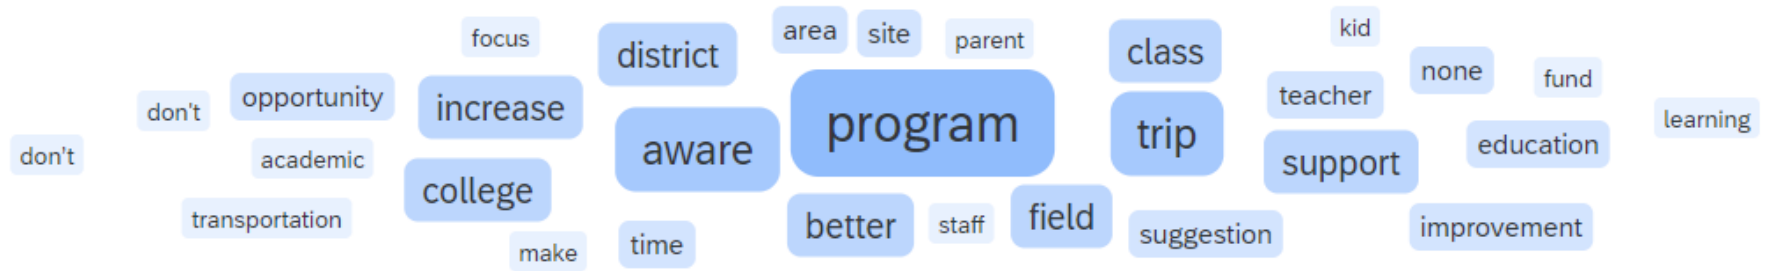 kid
area
site
focus
parent
district
class
none
fund
opportunity
teacher
increase
don't
learning
program
trip
aware
education
don't
academic
support
college
transportation
better
staff
field
suggestion
improvement
time
make